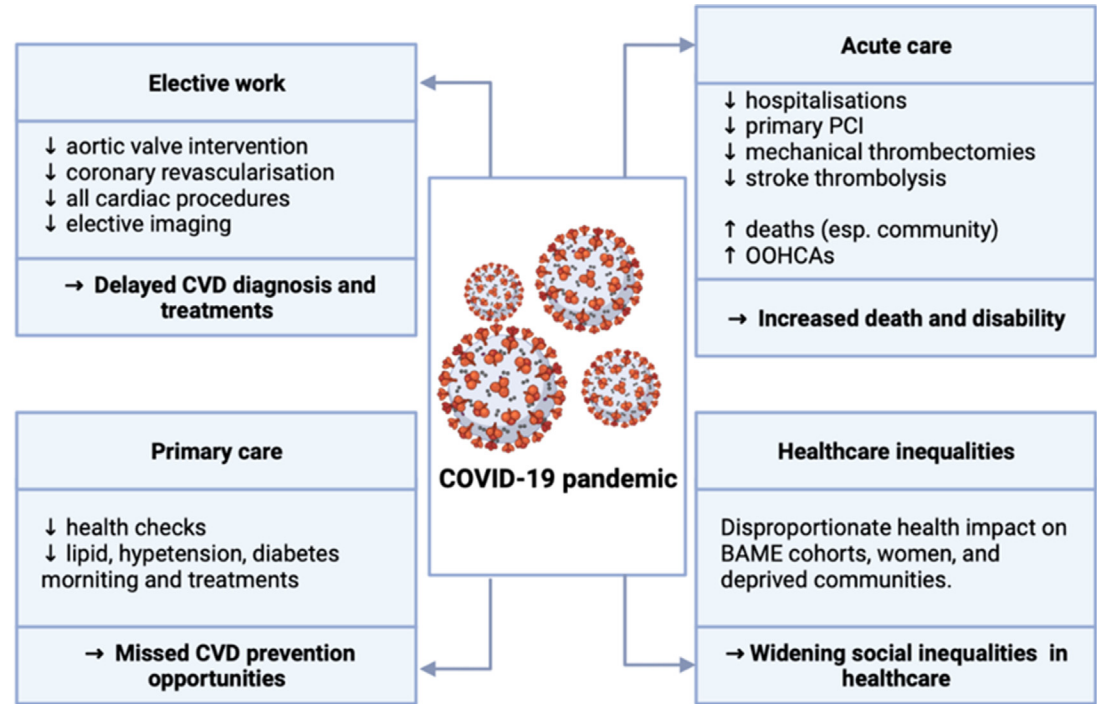 Elective work
↓ aortic valve intervention
↓ coronary revascularisation
↓ all cardiac procedures
↓ elective imaging
→ Delayed CVD diagnosis and
treatments
Acute care
↓ hospitalisations
↓ primary PCI
↓ mechanical thrombectomies
↓ stroke thrombolysis
↑ deaths (esp. community)
↑ OOHCAs
→ Increased death and disability
COVID-19 pandemic
Primary care
↓ health checks
↓ lipid, hypetension, diabetes
morniting and treatments
→ Missed CVD prevention
opportunities
Healthcare inequalities
Disproportionate health impact on
BAME cohorts, women, and
deprived communities.
→ Widening social inequalities in
healthcare